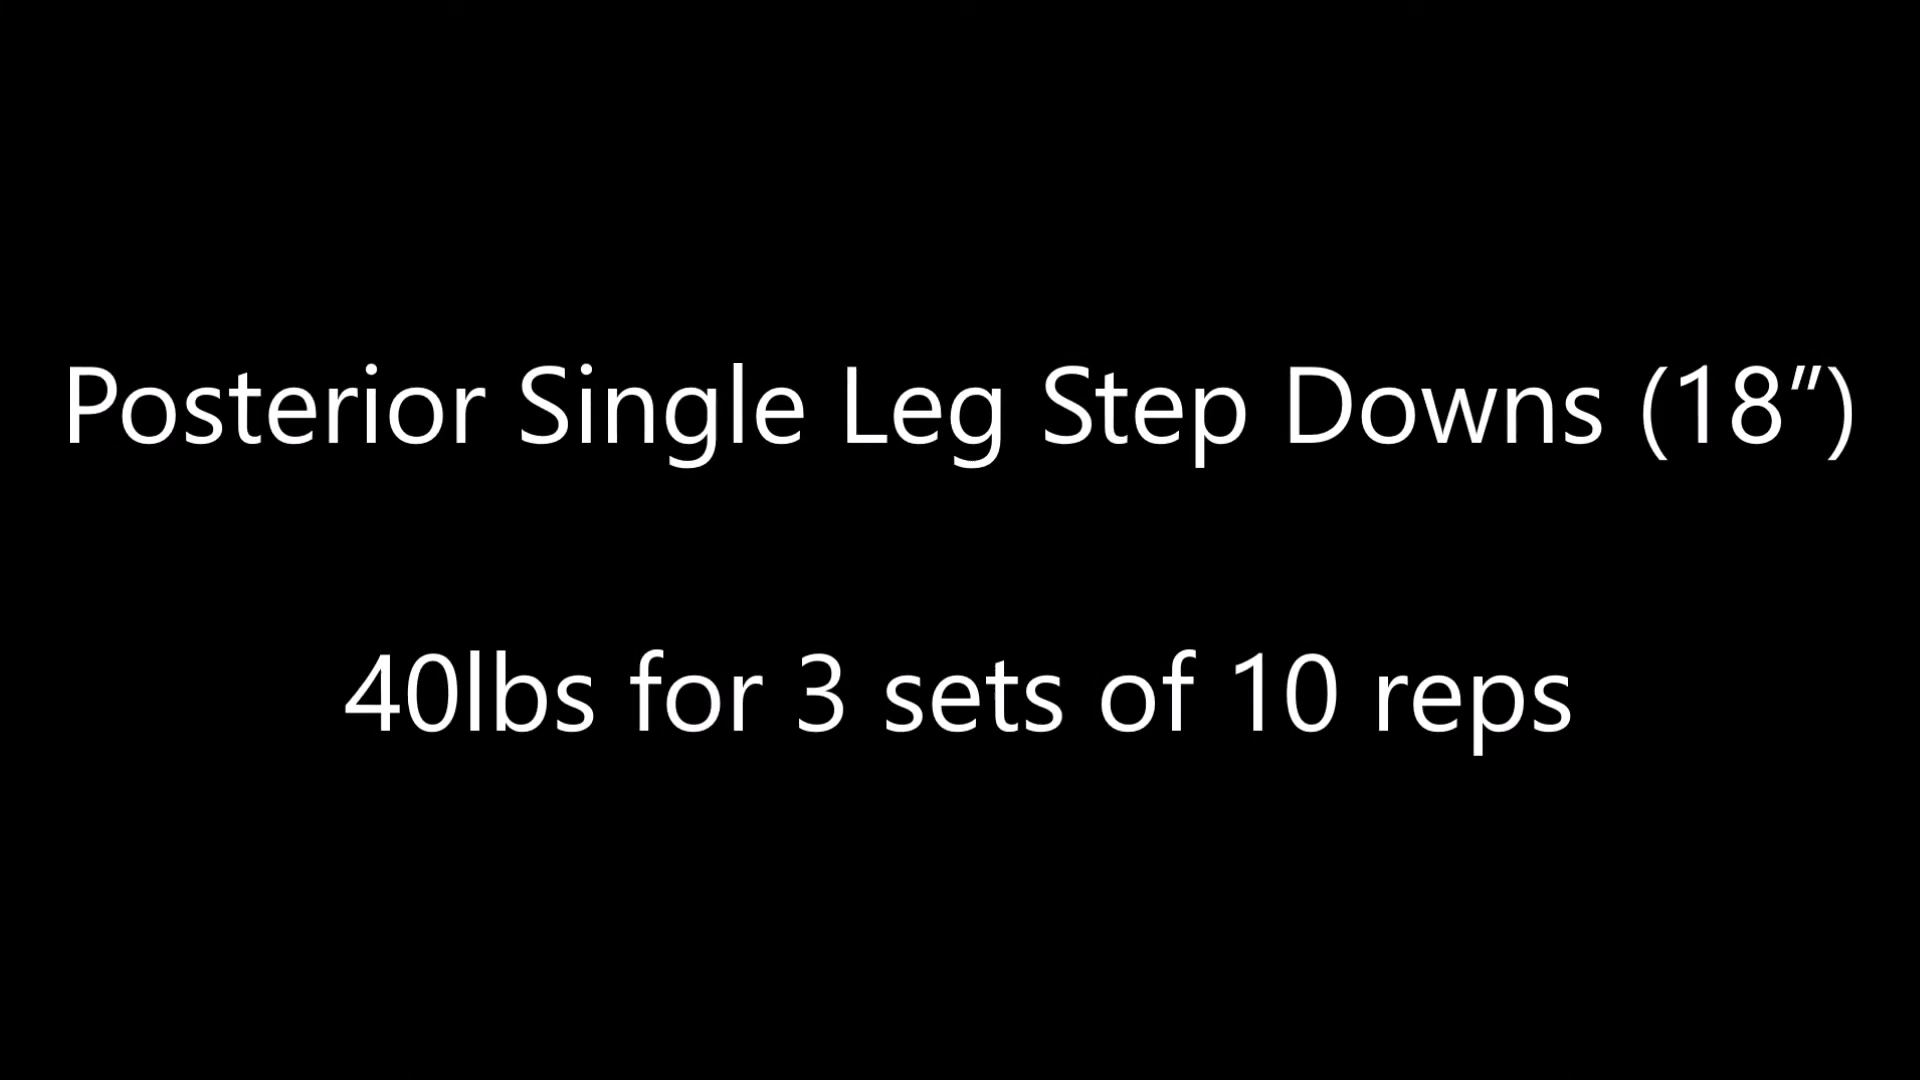 Posterior Single Leg Step Downs (18”)
40lbs for 3 sets of 10 reps